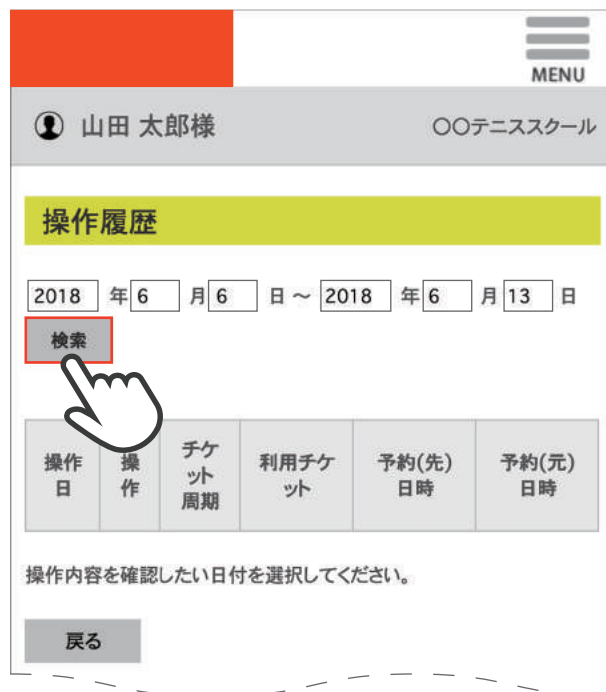 MENU
山田 太郎様 〇〇テニススクール
操作履歴
2018 年 6 月 6 日 ～ 2018 年 6 月 13 日
検索
操作日 操作 チケット周期 利用チケット 予約(先)日時 予約(元)日時
操作内容を確認したい日付を選択してください。
戻る